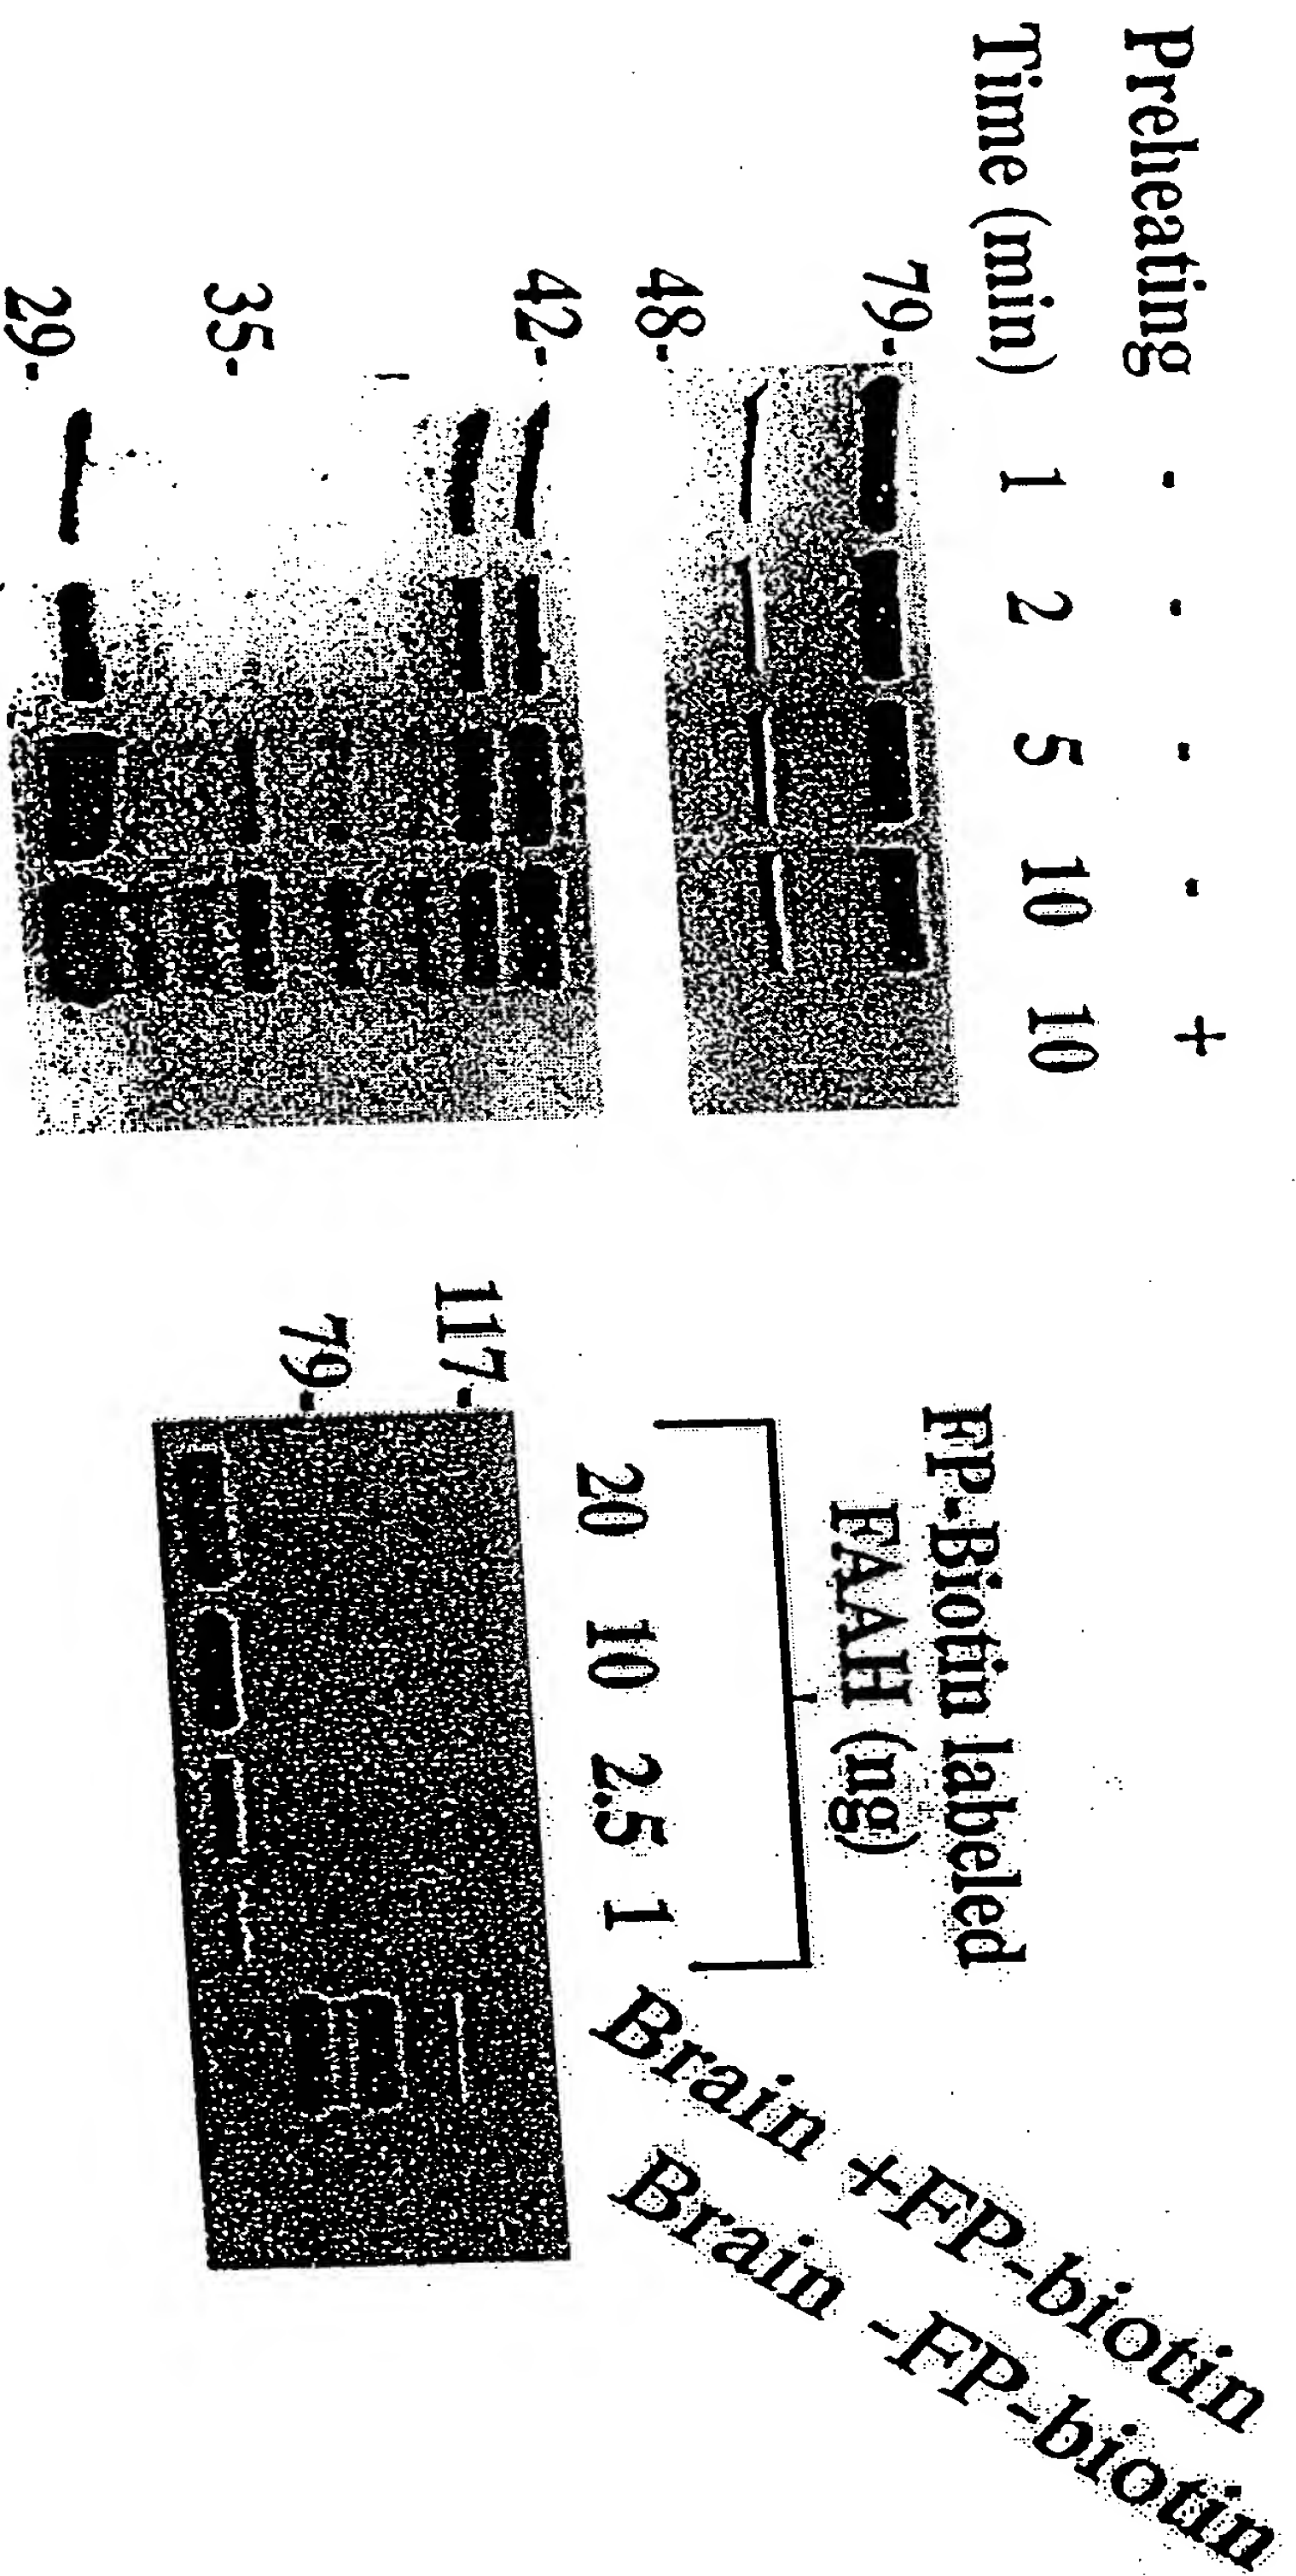 Preheating - - - - +
Time (min) 1 2 5 10 10
79-
48-
42-
35-
29-
FP-Biotin labeled
FAAH (ng)
20 10 2.5 1
Brain +FP-biotin
Brain -FP-biotin
117-
79-